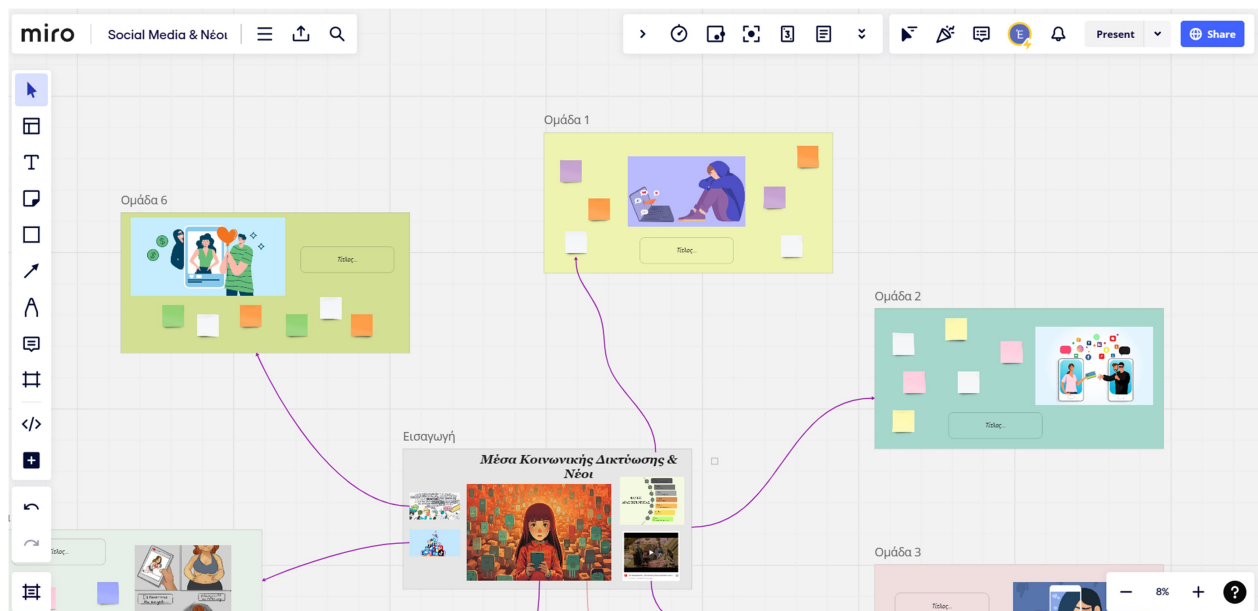 miro
Social Media & Νέοι
3
E
Present
Share
Ομάδα 1
Ομάδα 6
Τίτλος...
Τίτλος...
Ομάδα 2
Τίτλος...
Εισαγωγή
Μέσα Κοινωνικής Δικτύωσης &
Νέοι
Ομάδα 3
Τίτλος...
8%
?